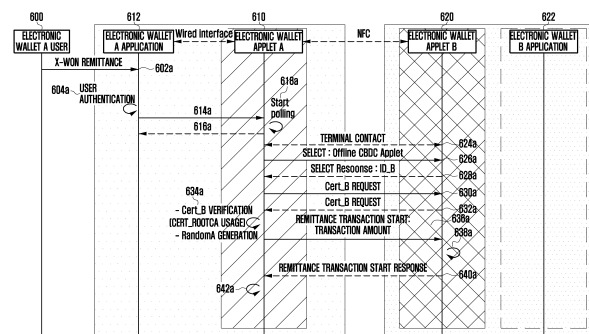 600
612
610
620
622
ELECTRONIC
WALLET A USER
ELECTRONIC WALLET
A APPLICATION
Wired interface
ELECTRONIC WALLET
APPLET A
NFC
ELECTRONIC WALLET
APPLET B
ELECTRONIC WALLET
B APPLICATION
X-WON REMITTANCE
602a
604a
USER
AUTHENTICATION
614a
618a
Start
polling
616a
TERMINAL CONTACT
624a
SELECT : Offline CBDC Applet
626a
SELECT Resoonse : ID_B
628a
Cert_B REQUEST
630a
634a
Cert_B REQUEST
632a
- Cert_B VERIFICATION
(CERT_ROOTCA USAGE)
- RandomA GENERATION
REMITTANCE TRANSACTION START:
TRANSACTION AMOUNT
636a
638a
REMITTANCE TRANSACTION START RESPONSE
640a
642a